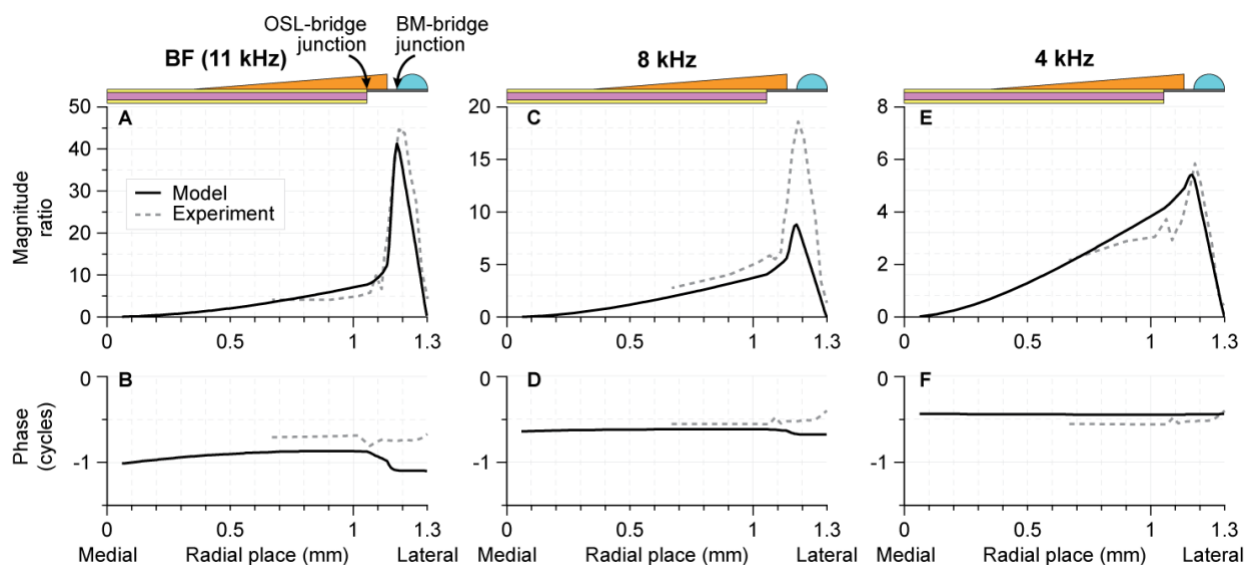 OSL-bridge
junction
BM-bridge
junction
BF (11 kHz)
8 kHz
4 kHz
A
50
40
30
20
10
0
Magnitude
ratio
Model
Experiment
0
0.5
1
1.3
C
20
15
10
5
0
0
0.5
1
1.3
E
8
6
4
2
0
0
0.5
1
1.3
B
0
-1
Phase
(cycles)
0
0.5
1
1.3
Medial
Radial place (mm)
Lateral
D
0
-1
0
0.5
1
1.3
Medial
Radial place (mm)
Lateral
F
0
-1
0
0.5
1
1.3
Medial
Radial place (mm)
Lateral